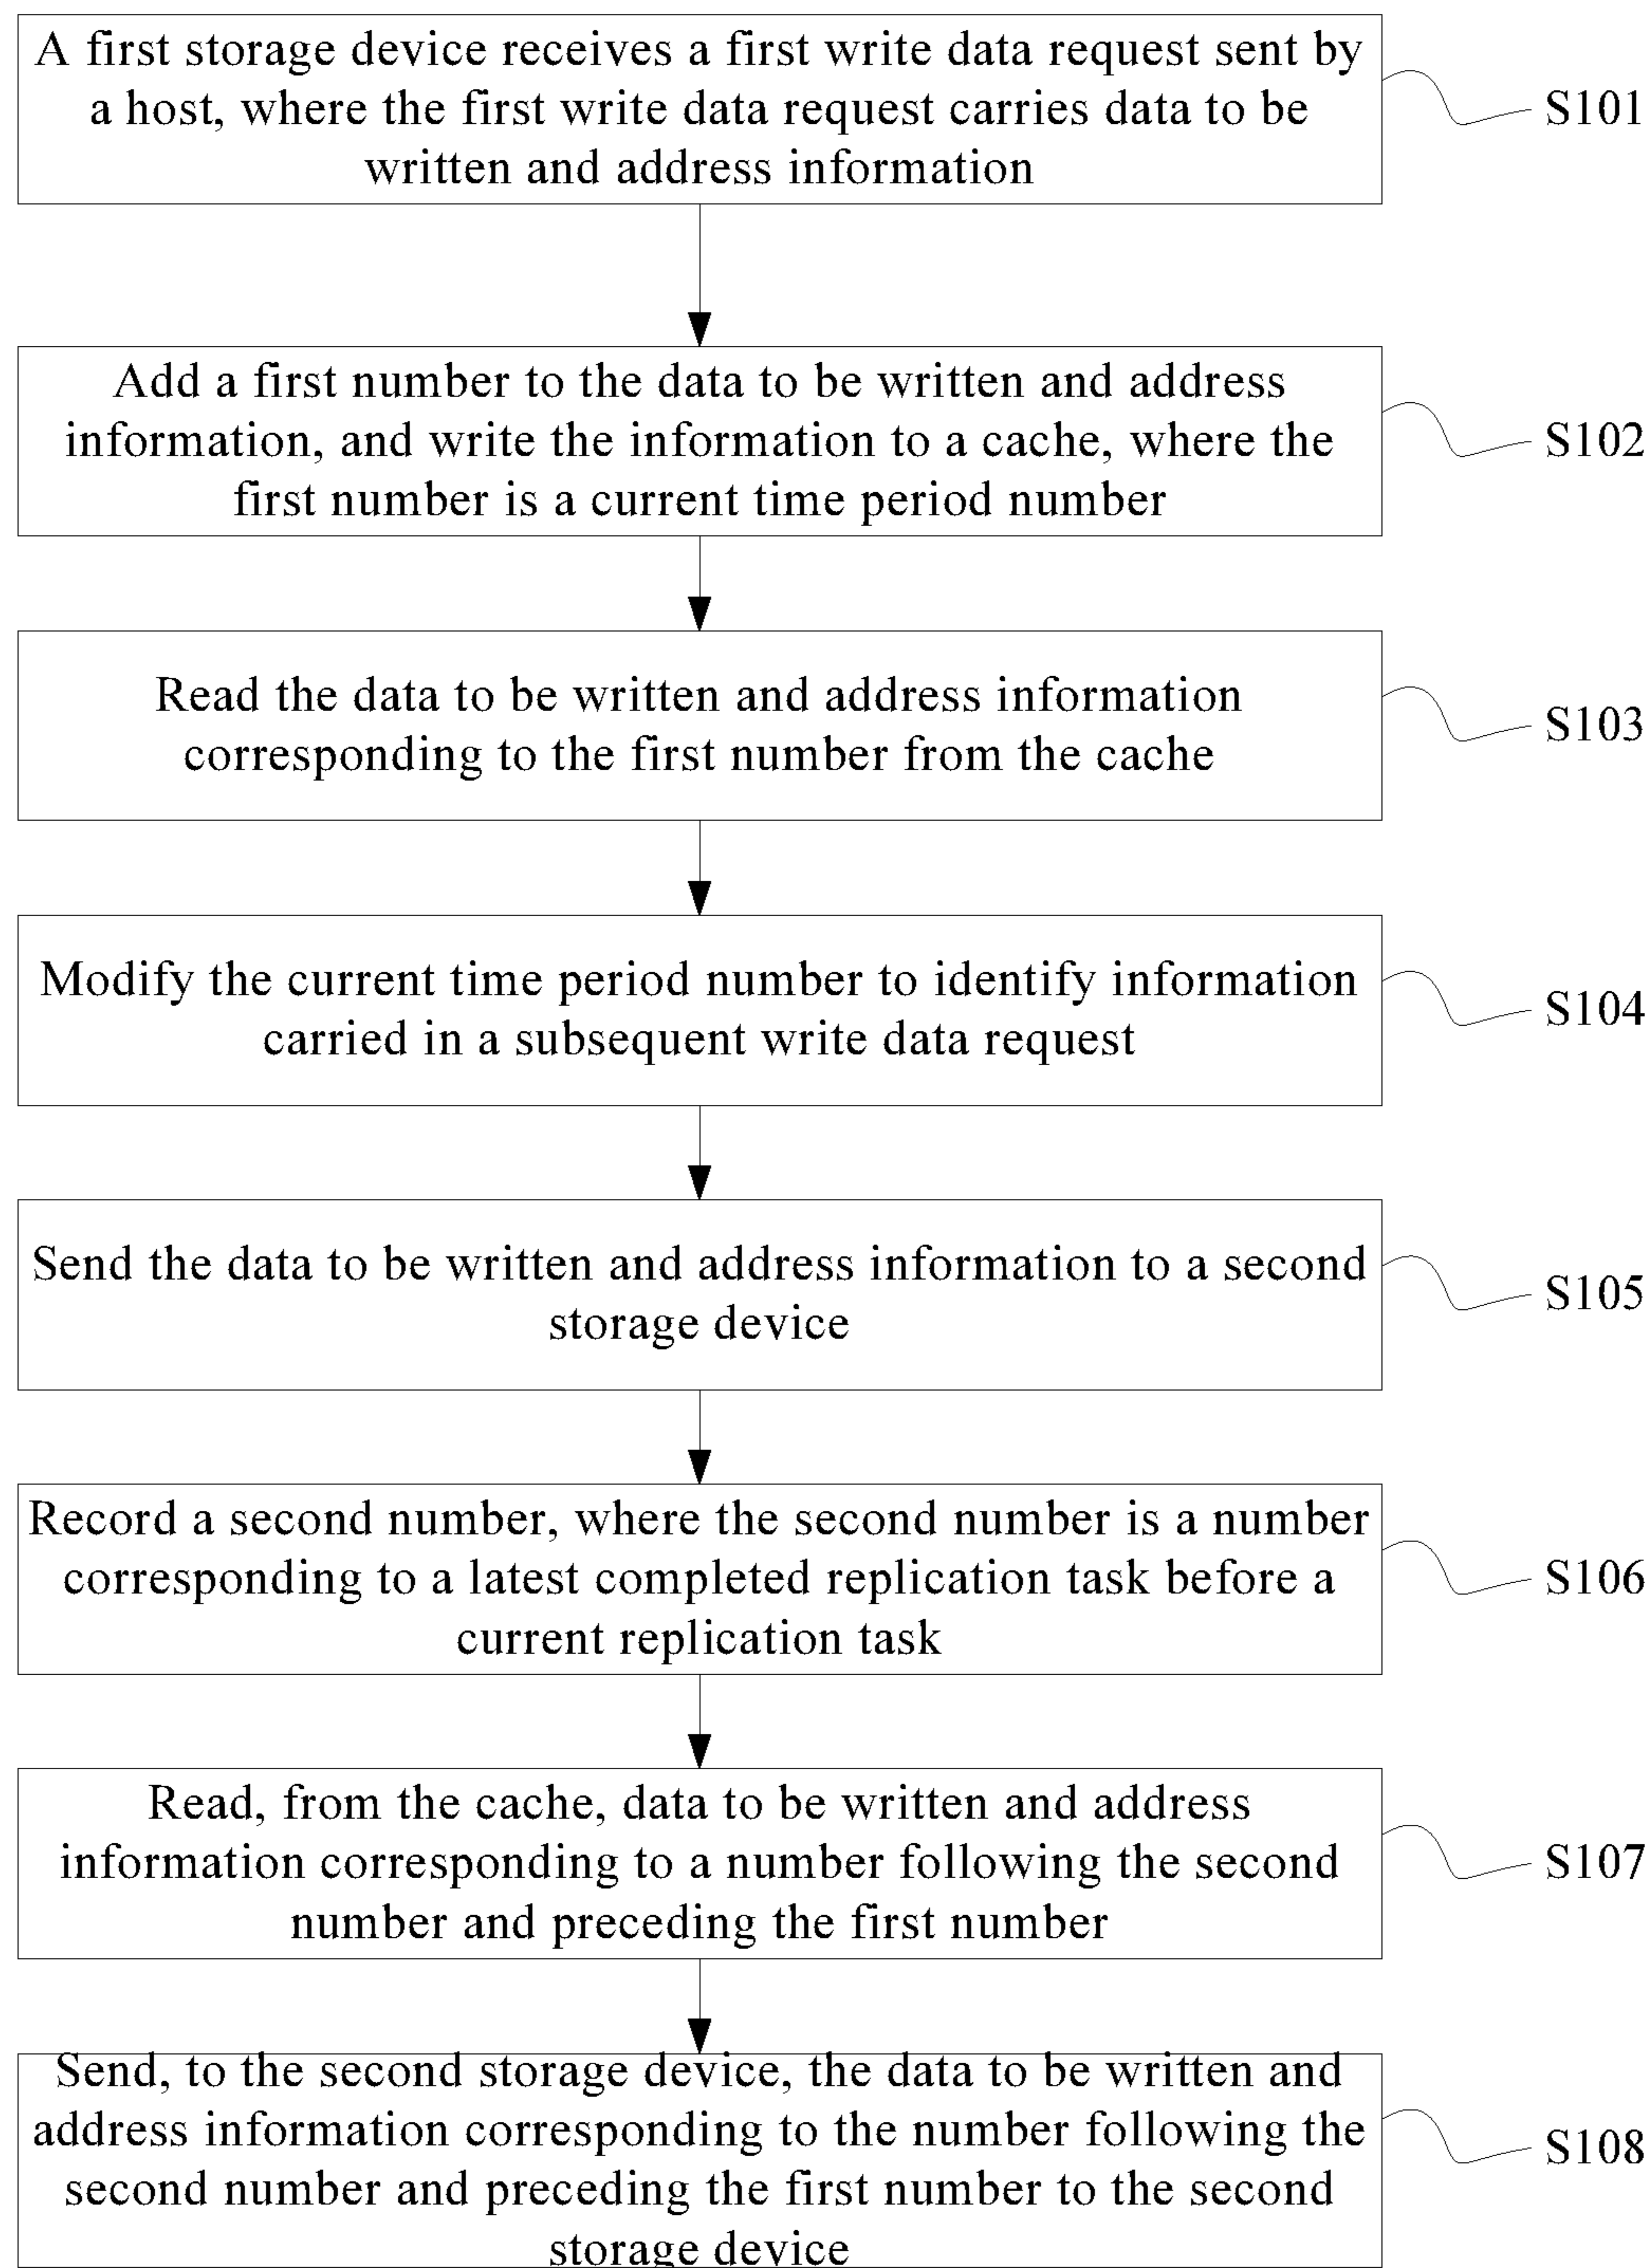 A first storage device receives a first write data request sent by
a host, where the first write data request carries data to be
written and address information
S101
Add a first number to the data to be written and address
information, and write the information to a cache, where the
first number is a current time period number
S102
Read the data to be written and address information
corresponding to the first number from the cache
S103
Modify the current time period number to identify information
carried in a subsequent write data request
S104
Send the data to be written and address information to a second
storage device
S105
Record a second number, where the second number is a number
corresponding to a latest completed replication task before a
current replication task
S106
Read, from the cache, data to be written and address
information corresponding to a number following the second
number and preceding the first number
S107
Send, to the second storage device, the data to be written and
address information corresponding to the number following the
second number and preceding the first number to the second
storage device
S108